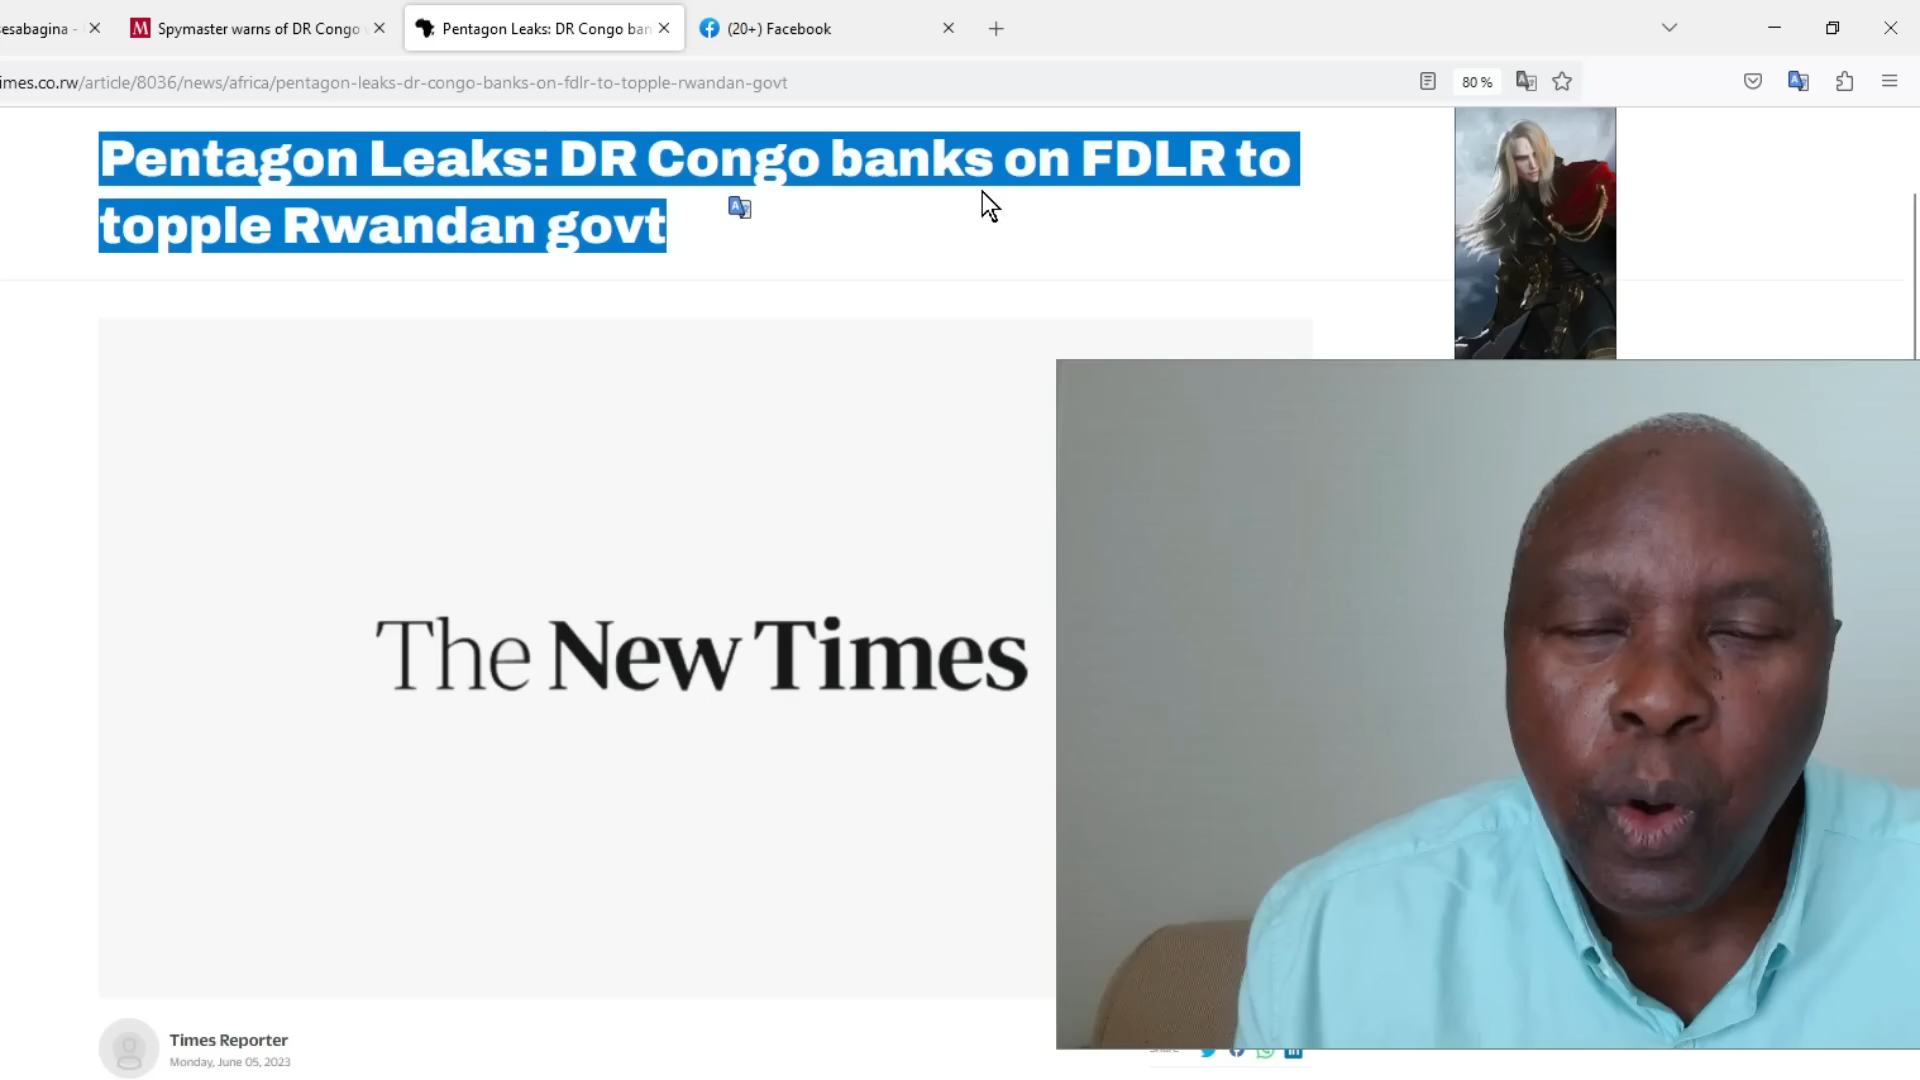 esabagina -
M Spymaster warns of DR Congo
Pentagon Leaks: DR Congo ban
(20+) Facebook
imes.co.rw/article/8036/news/africa/pentagon-leaks-dr-congo-banks-on-fdlr-to-topple-rwandan-govt
80 %
Pentagon Leaks: DR Congo banks on FDLR to
topple Rwandan govt
The New Times
Times Reporter
Monday, June 05, 2023